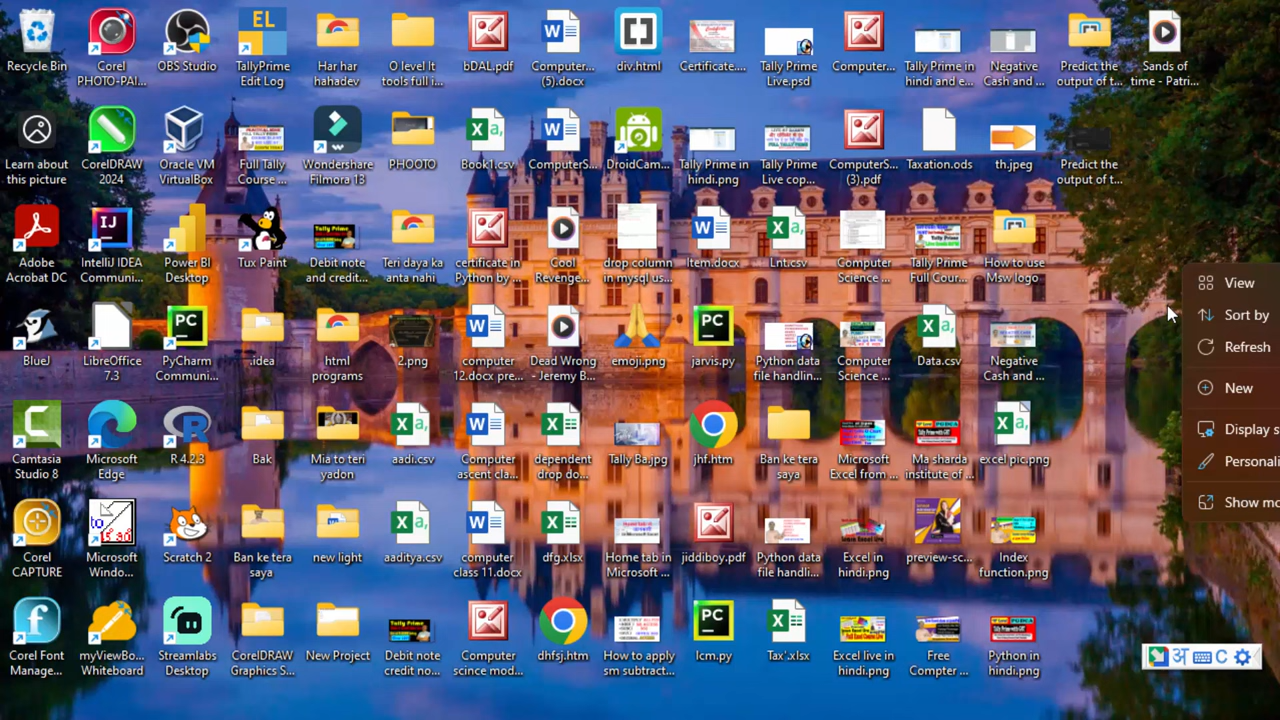 Recycle Bin
Corel
PHOTO-PAI...
OBS Studio
TallyPrime
Edit Log
Har har
hahadev
O level It
tools full i...
bDAL.pdf
Computer...
(5).docx
div.html
Certificate....
Tally Prime
Live.psd
Computer...
Tally Prime in
hindi and e...
Negative
Cash and ...
Predict the
output of t...
Sands of
time - Patri...
Learn about
this picture
CorelDRAW
2024
Oracle VM
VirtualBox
Full Tally
Course ...
Wondershare
Filmora 13
PHOOTO
Book1.csv
ComputerS...
DroidCam...
Tally Prime in
hindi.png
Tally Prime
Live cop...
ComputerS...
(3).pdf
Taxation.ods
th.jpeg
Predict the
output of t...
Adobe
Acrobat DC
IntelliJ IDEA
Communi...
Power BI
Desktop
Tux Paint
Debit note
and credit...
Teri daya ka
anta nahi
certificate in
Python by ...
Cool
Revenge...
drop column
in mysql us...
Item.docx
Lnt.csv
Computer
Science ...
Tally Prime
Full Cour...
How to use
Msw logo
View
Sort by
Refresh
New
Display s
Personali
Show mo
BlueJ
LibreOffice
7.3
PyCharm
Communi...
.idea
html
programs
2.png
computer
12.docx pre...
Dead Wrong
- Jeremy B...
emoji.png
jarvis.py
Python data
file handlin...
Computer
Science ...
Data.csv
Negative
Cash and ...
Camtasia
Studio 8
Microsoft
Edge
R 4.2.3
Bak
Mia to teri
yadon
aadi.csv
Computer
ascent cla...
dependent
drop do...
Tally Ba.jpg
jhf.htm
Ban ke tera
saya
Microsoft
Excel from ...
Ma sharda
institute of ...
excel pic.png
Corel
CAPTURE
Microsoft
Windo...
Scratch 2
Ban ke tera
saya
new light
aaditya.csv
computer
class 11.docx
dfg.xlsx
Home tab in
Microsoft ...
jiddiboy.pdf
Python data
file handli...
Excel in
hindi.png
preview-sc...
Index
function.png
Corel Font
Manage...
myViewBo...
Whiteboard
Streamlabs
Desktop
CorelDRAW
Graphics S...
New Project
Debit note
credit no...
Computer
scince mod...
dhfsj.htm
How to apply
sm subtract...
lcm.py
Tax'.xlsx
Excel live in
hindi.png
Free
Compter ...
Python in
hindi.png
अ C